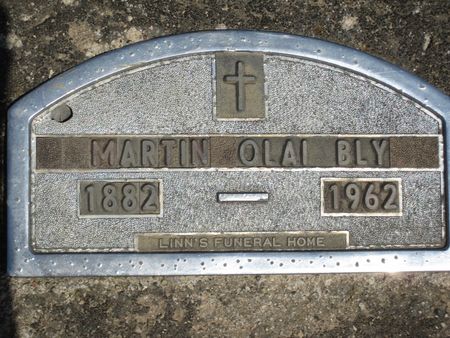 MARTIN OLAI BLY
1882 — 1962
LINN'S FUNERAL HOME